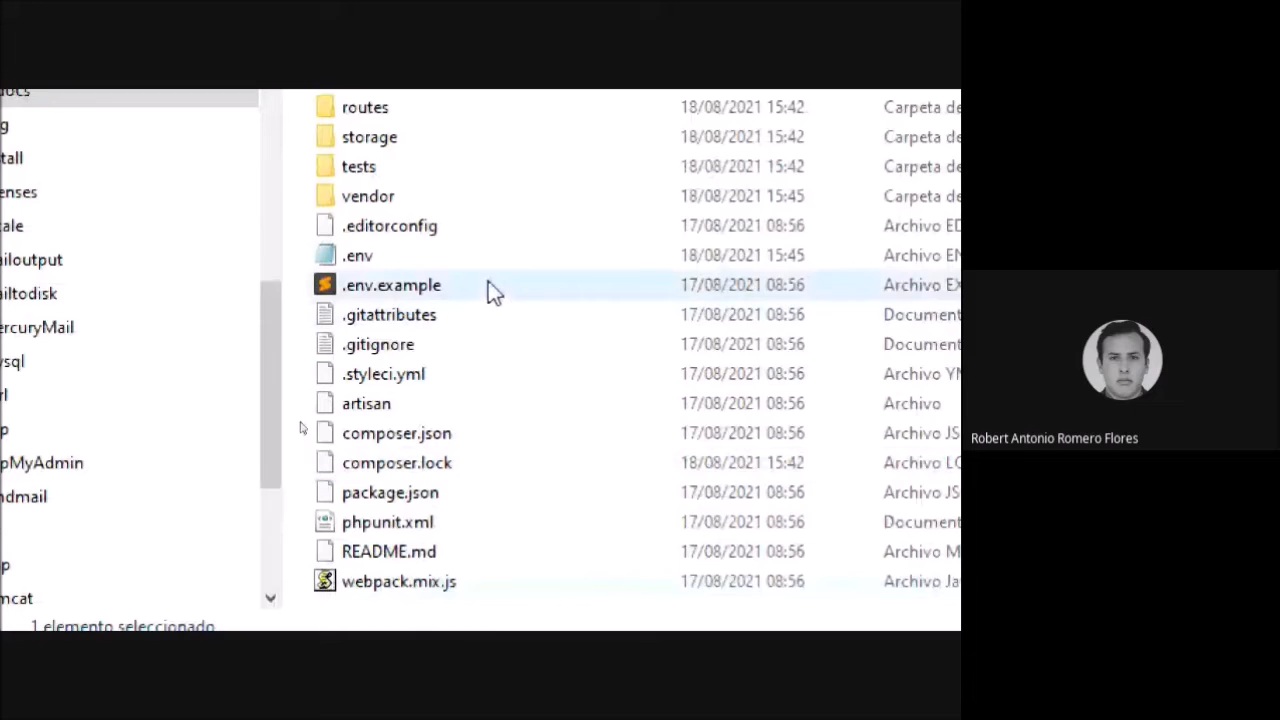 routes 18/08/2021 15:42 Carpeta de
storage 18/08/2021 15:42 Carpeta de
tests 18/08/2021 15:42 Carpeta de
vendor 18/08/2021 15:45 Carpeta de
.editorconfig 17/08/2021 08:56 Archivo ED
.env 18/08/2021 15:45 Archivo EN
.env.example 17/08/2021 08:56 Archivo EX
.gitattributes 17/08/2021 08:56 Document
.gitignore 17/08/2021 08:56 Document
.styleci.yml 17/08/2021 08:56 Archivo YN
artisan 17/08/2021 08:56 Archivo
composer.json 17/08/2021 08:56 Archivo JS
composer.lock 18/08/2021 15:42 Archivo LO
package.json 17/08/2021 08:56 Archivo JS
phpunit.xml 17/08/2021 08:56 Document
README.md 17/08/2021 08:56 Archivo M
webpack.mix.js 17/08/2021 08:56 Archivo Ja
docs
g
tall
enses
cale
ailoutput
ailtodisk
ercuryMail
ysql
rl
p
pMyAdmin
ndmail
p
mcat
1 elemento seleccionado
Robert Antonio Romero Flores